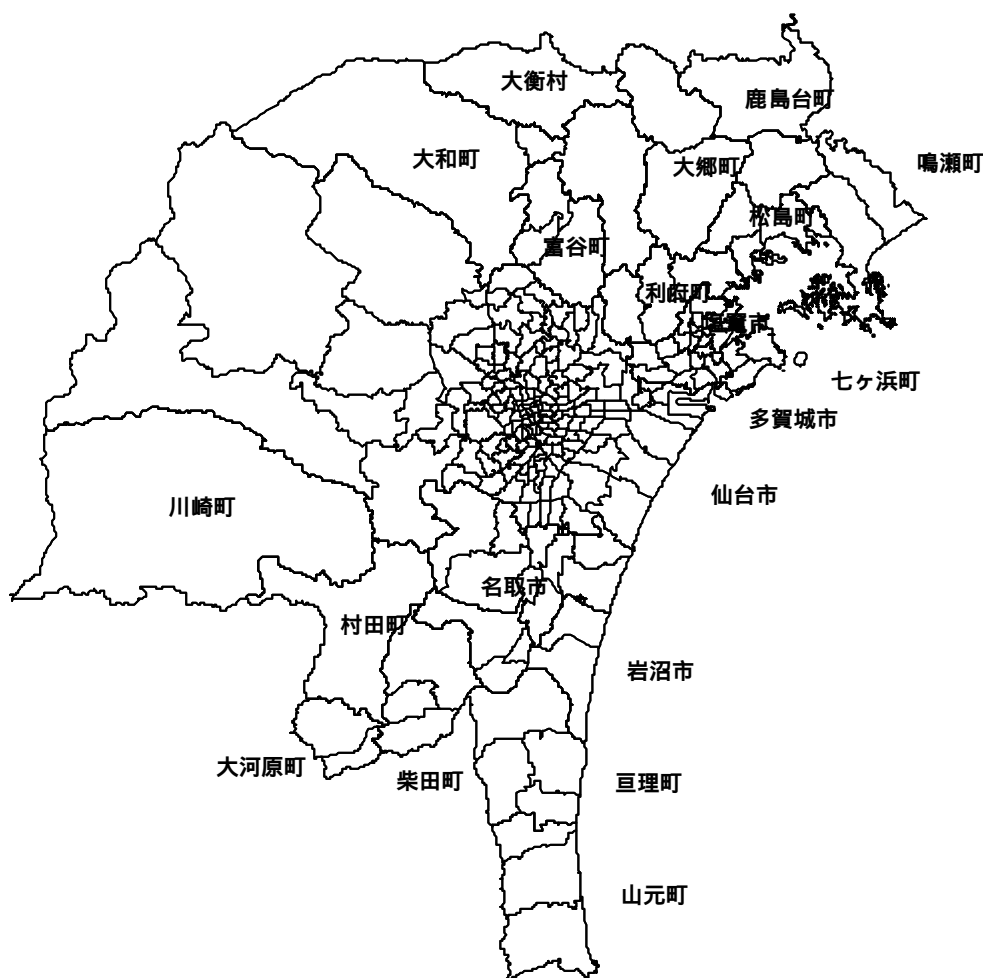 大衡村
鹿島台町
大和町
大郷町
鳴瀬町
松島町
富谷町
利府町
塩竈市
七ヶ浜町
多賀城市
仙台市
川崎町
名取市
村田町
岩沼市
大河原町
柴田町
亘理町
山元町